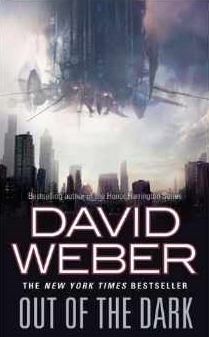 Bestselling author of the Honor Harrington Series
DAVID
WEBER
THE NEW YORK TIMES BESTSELLER
OUT OF THE DARK